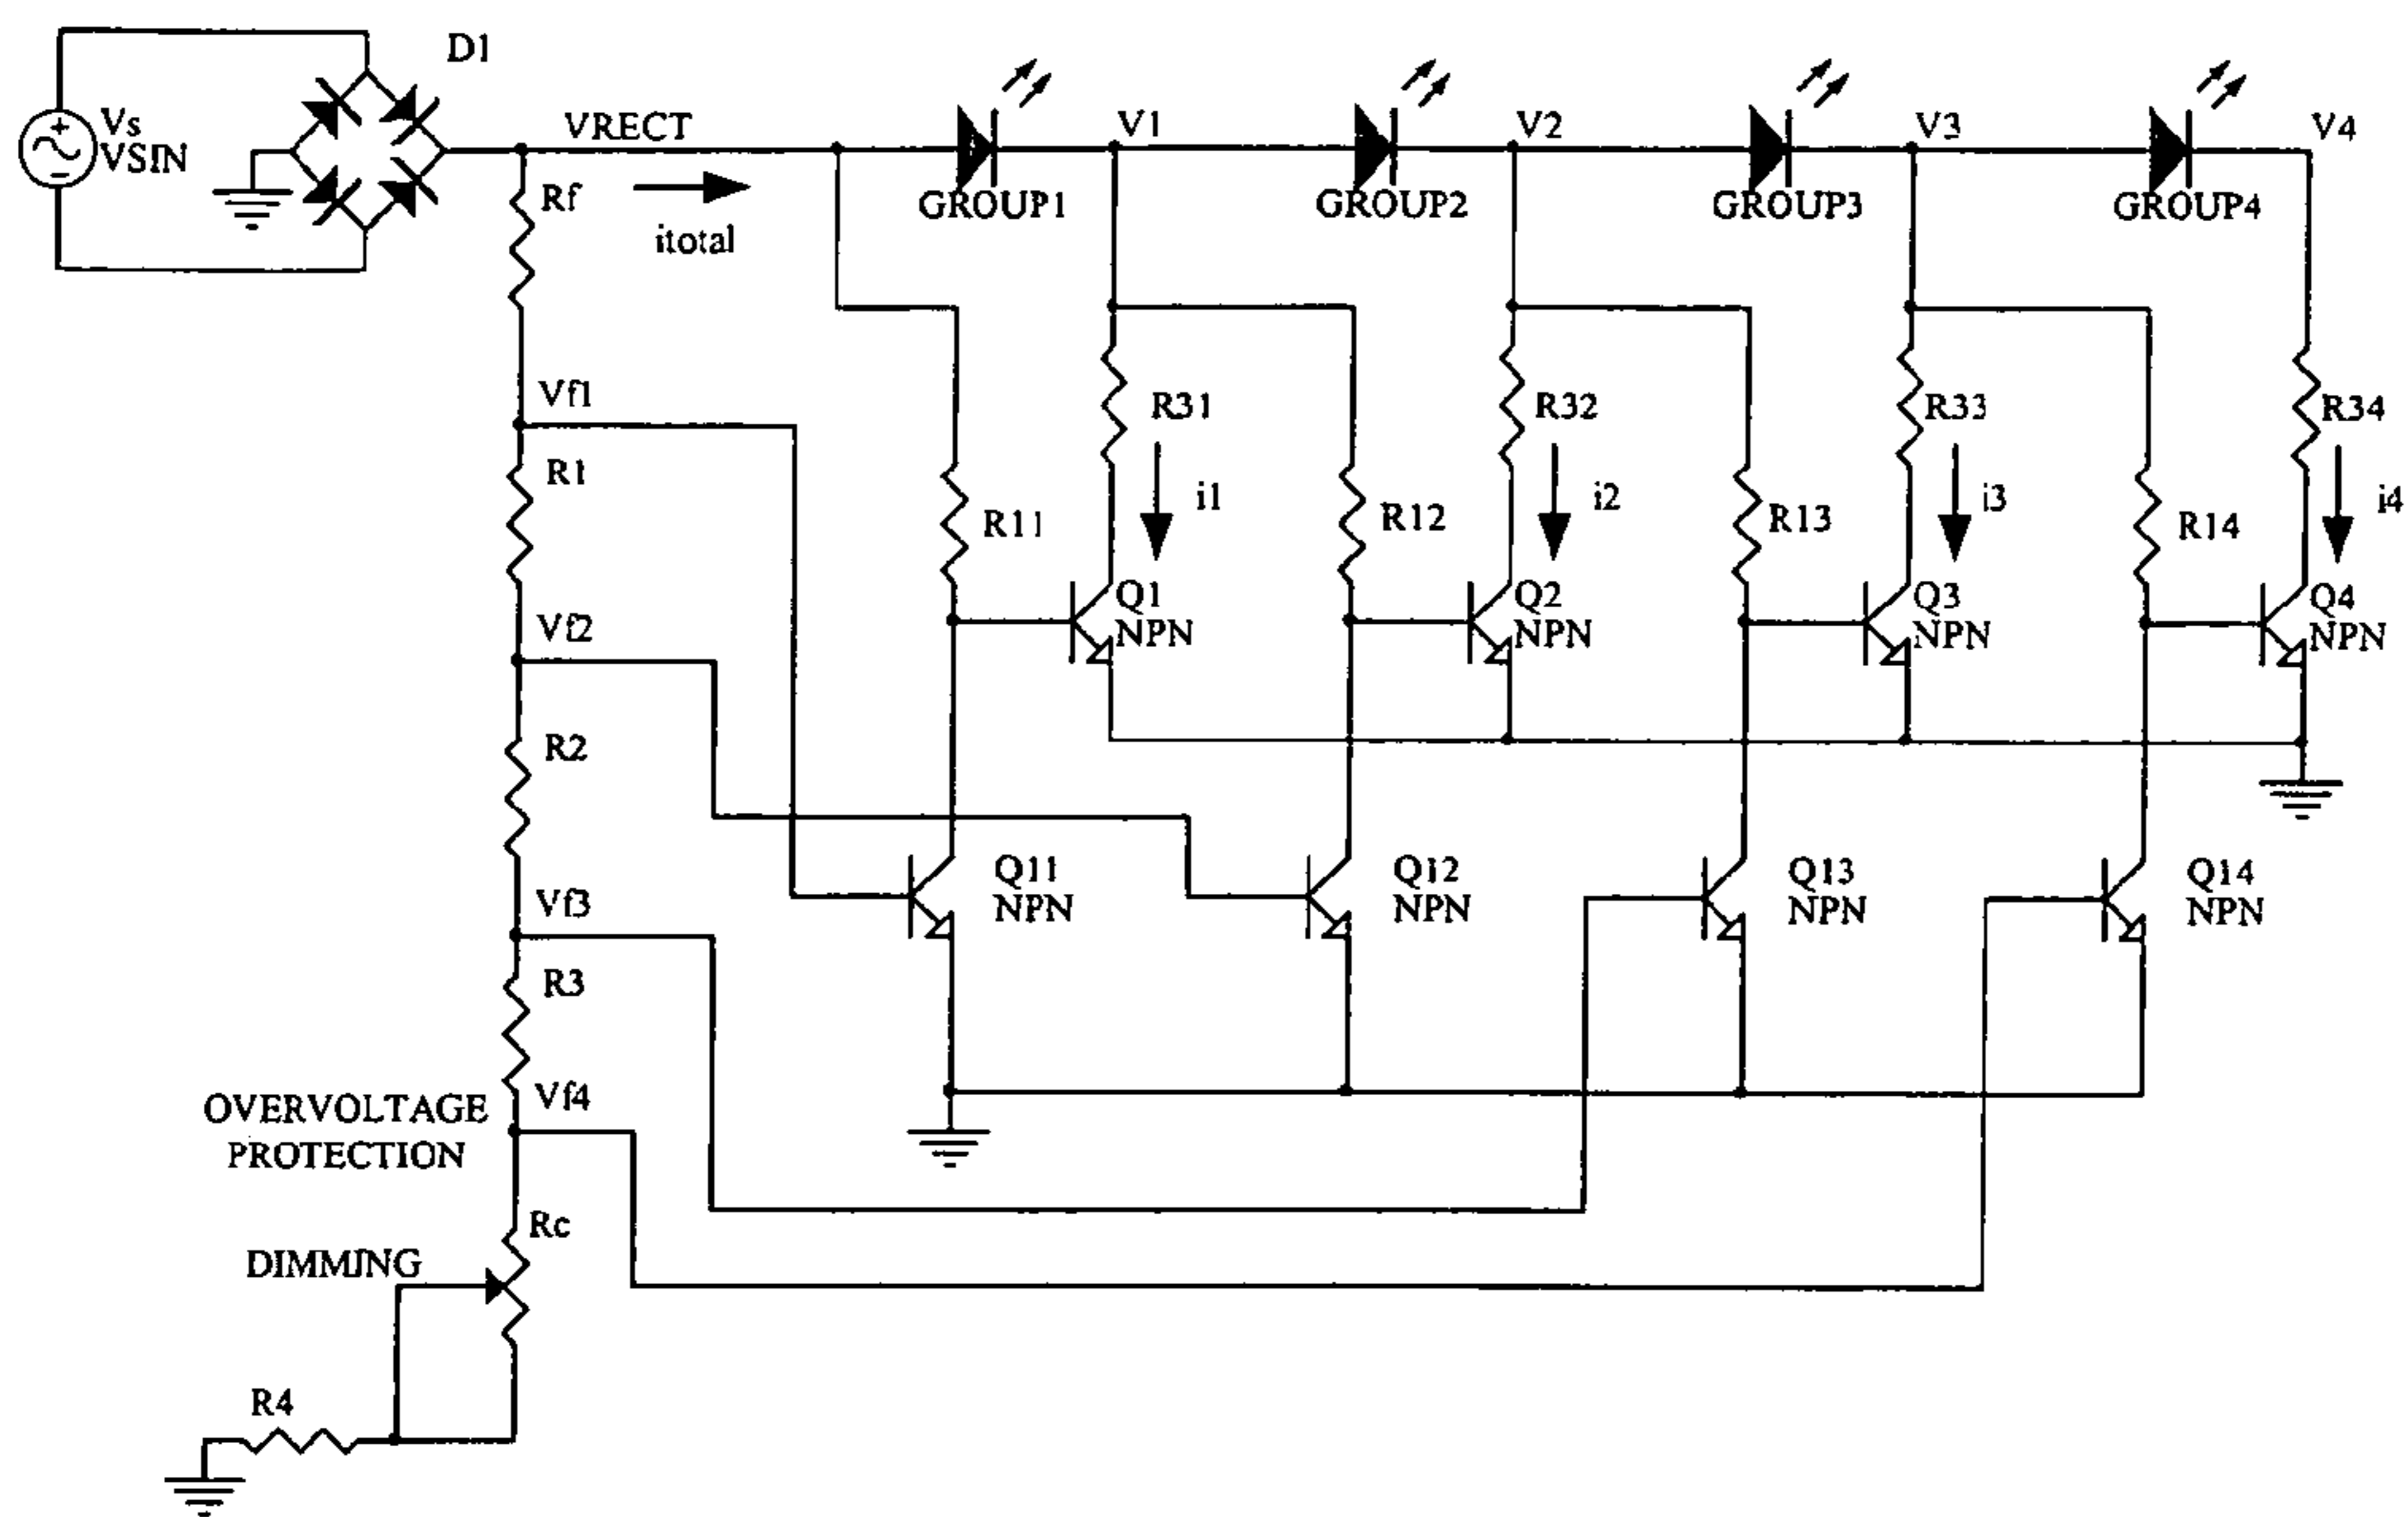 D1
Vs
VSIN
VRECT
V1
V2
V3
V4
Rf
itotal
GROUP1
GROUP2
GROUP3
GROUP4
Vf1
R31
R32
R33
R34
R1
R11
i1
R12
i2
R13
i3
R14
i4
Q1
NPN
Q2
NPN
Q3
NPN
Q4
NPN
Vf2
R2
Q11
NPN
Q12
NPN
Q13
NPN
Q14
NPN
Vf3
R3
Vf4
OVERVOLTAGE
PROTECTION
Rc
DIMMING
R4